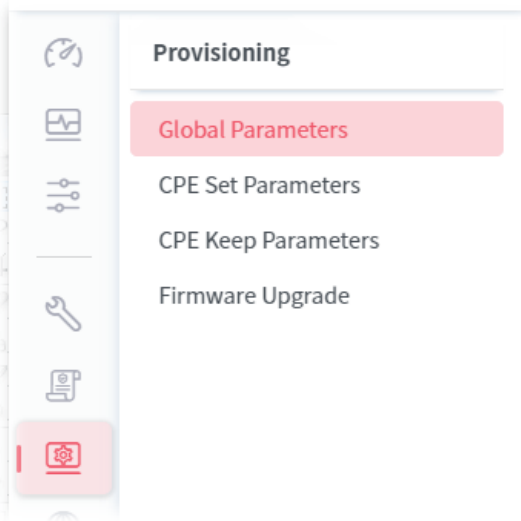 Provisioning
Global Parameters
CPE Set Parameters
CPE Keep Parameters
Firmware Upgrade